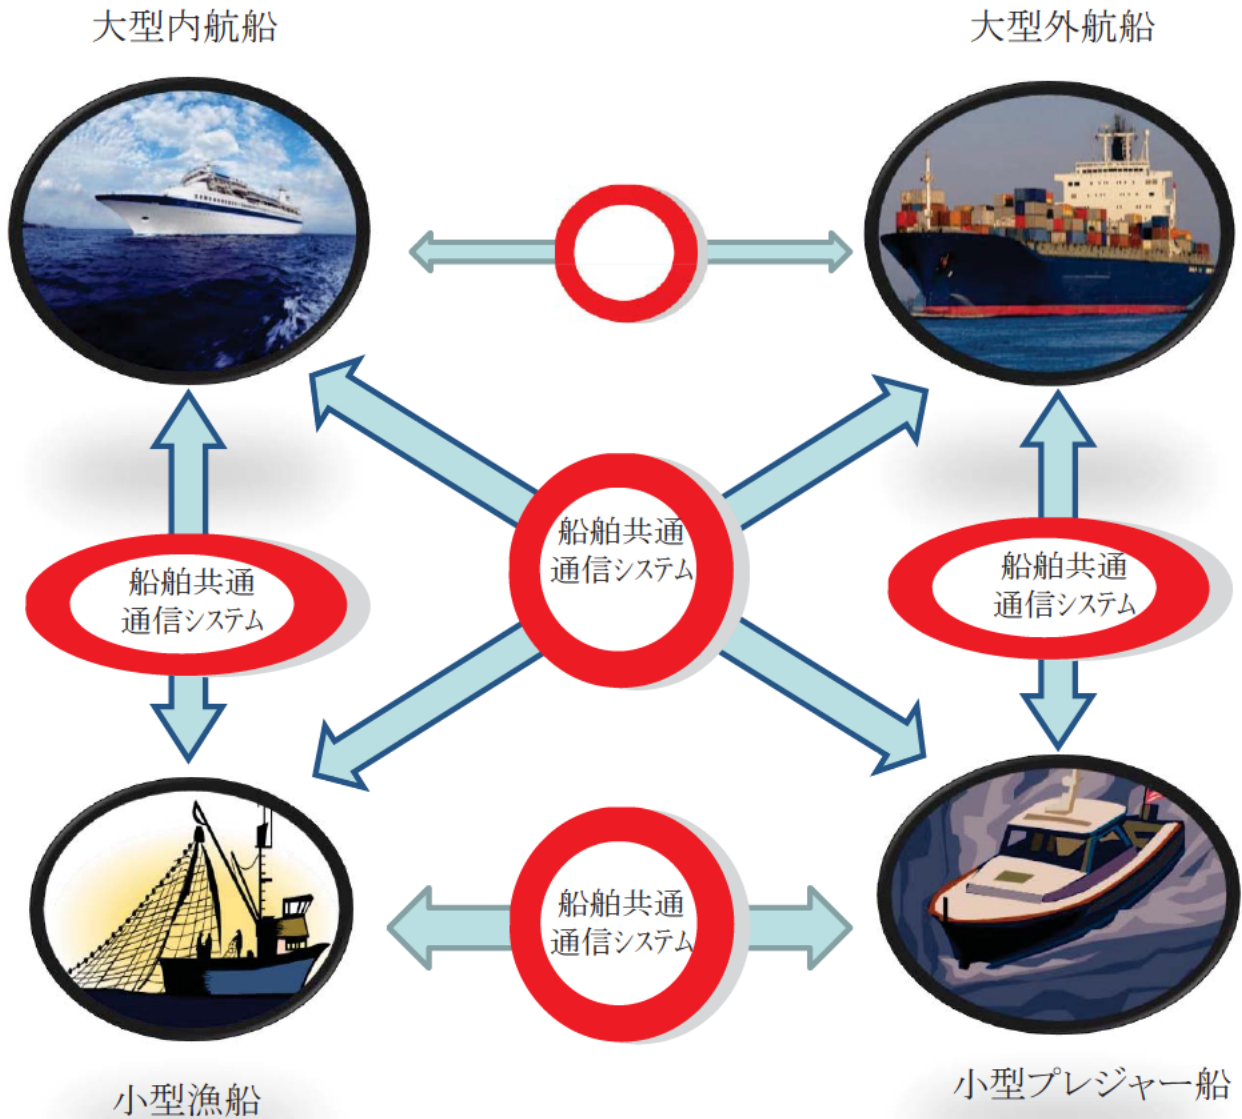 大型内航船
大型外航船
船舶共通
通信システム
船舶共通
通信システム
船舶共通
通信システム
船舶共通
通信システム
小型漁船
小型プレジャー船